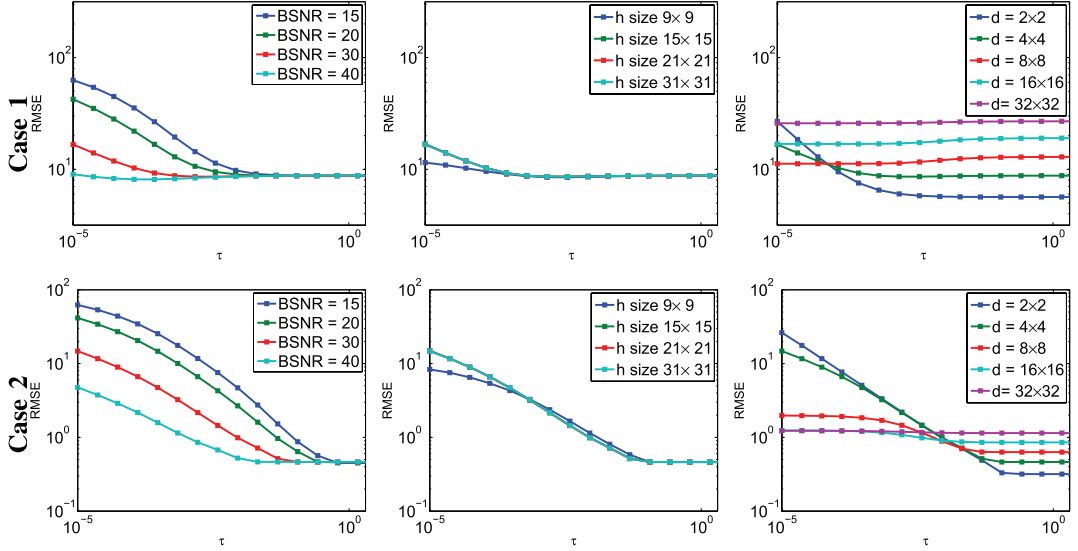 Case 1
RMSE
10^2
10^1
10^-5
10^0
τ
BSNR = 15
BSNR = 20
BSNR = 30
BSNR = 40
RMSE
10^2
10^1
10^-5
10^0
τ
h size 9× 9
h size 15× 15
h size 21× 21
h size 31× 31
RMSE
10^2
10^1
10^-5
10^0
τ
d = 2×2
d = 4×4
d = 8×8
d = 16×16
d= 32×32
Case 2
RMSE
10^2
10^1
10^0
10^-1
10^-5
10^0
τ
BSNR = 15
BSNR = 20
BSNR = 30
BSNR = 40
RMSE
10^2
10^1
10^0
10^-1
10^-5
10^0
τ
h size 9× 9
h size 15× 15
h size 21× 21
h size 31× 31
RMSE
10^2
10^1
10^0
10^-1
10^-5
10^0
τ
d = 2×2
d = 4×4
d = 8×8
d = 16×16
d= 32×32